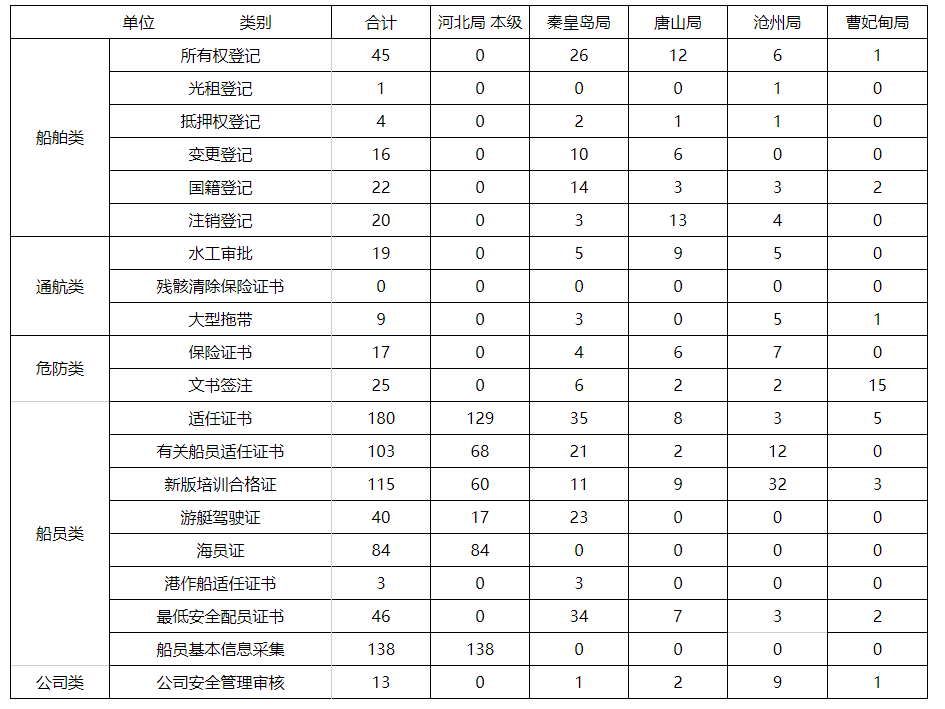 单位 类别 合计 河北局 本级 秦皇岛局 唐山局 沧州局 曹妃甸局
船舶类 所有权登记 45 0 26 12 6 1
光租登记 1 0 0 0 1 0
抵押权登记 4 0 2 1 1 0
变更登记 16 0 10 6 0 0
国籍登记 22 0 14 3 3 2
注销登记 20 0 3 13 4 0
通航类 水工审批 19 0 5 9 5 0
残骸清除保险证书 0 0 0 0 0 0
大型拖带 9 0 3 0 5 1
危防类 保险证书 17 0 4 6 7 0
文书签注 25 0 6 2 2 15
船员类 适任证书 180 129 35 8 3 5
有关船员适任证书 103 68 21 2 12 0
新版培训合格证 115 60 11 9 32 3
游艇驾驶证 40 17 23 0 0 0
海员证 84 84 0 0 0 0
港作船适任证书 3 0 3 0 0 0
最低安全配员证书 46 0 34 7 3 2
船员基本信息采集 138 138 0 0 0 0
公司类 公司安全管理审核 13 0 1 2 9 1